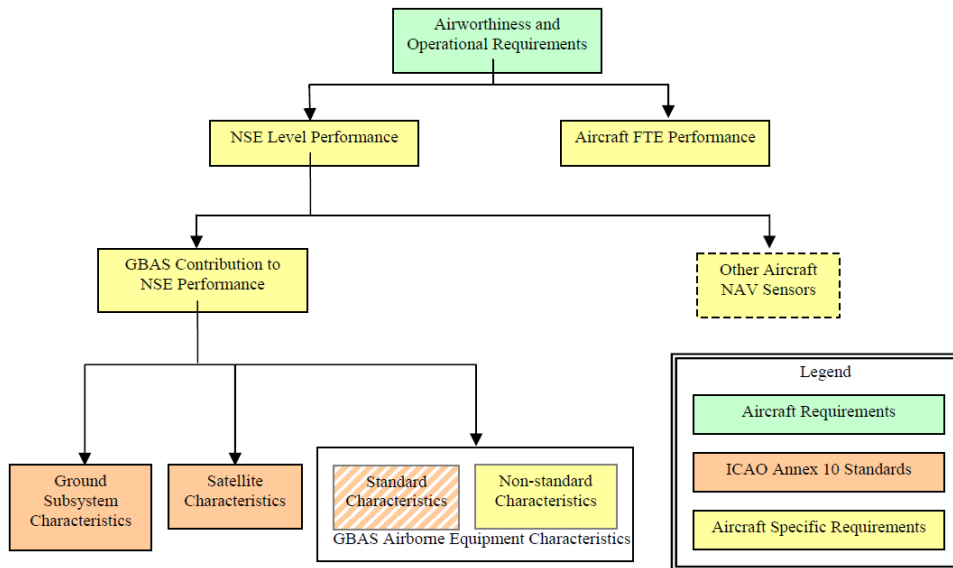 Airworthiness and
Operational Requirements
NSE Level Performance
Aircraft FTE Performance
GBAS Contribution to
NSE Performance
Other Aircraft
NAV Sensors
Legend
Aircraft Requirements
ICAO Annex 10 Standards
Aircraft Specific Requirements
Ground
Subsystem
Characteristics
Satellite
Characteristics
Standard
Characteristics
Non-standard
Characteristics
GBAS Airborne Equipment Characteristics